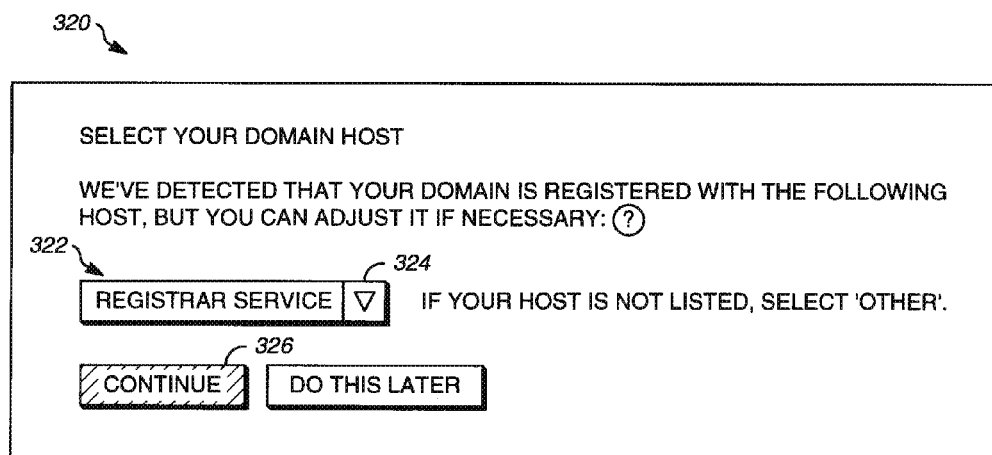 320
SELECT YOUR DOMAIN HOST
WE'VE DETECTED THAT YOUR DOMAIN IS REGISTERED WITH THE FOLLOWING
HOST, BUT YOU CAN ADJUST IT IF NECESSARY: ?
322
324
REGISTRAR SERVICE IF YOUR HOST IS NOT LISTED, SELECT 'OTHER'.
326
CONTINUE DO THIS LATER